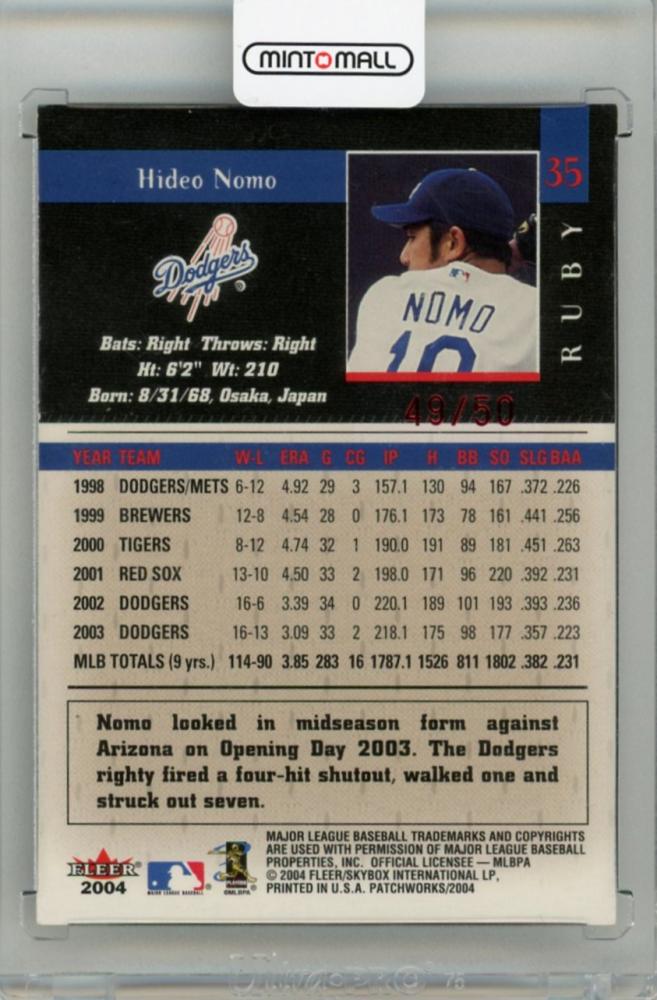 MINTOMALL
Hideo Nomo
35
RUBY
Dodgers
NOMO
10
Bats: Right Throws: Right
Ht: 6'2" Wt: 210
Born: 8/31/68, Osaka, Japan
49/50
YEAR TEAM W-L ERA G CG IP H BB SO SLG BAA
1998 DODGERS/METS 6-12 4.92 29 3 157.1 130 94 167 .372 .226
1999 BREWERS 12-8 4.54 28 0 176.1 173 78 161 .441 .256
2000 TIGERS 8-12 4.74 32 1 190.0 191 89 181 .451 .263
2001 RED SOX 13-10 4.50 33 2 198.0 171 96 220 .392 .231
2002 DODGERS 16-6 3.39 34 0 220.1 189 101 193 .393 .236
2003 DODGERS 16-13 3.09 33 2 218.1 175 98 177 .357 .223
MLB TOTALS (9 yrs.) 114-90 3.85 283 16 1787.1 1526 811 1802 .382 .231
Nomo looked in midseason form against
Arizona on Opening Day 2003. The Dodgers
righty fired a four-hit shutout, walked one and
struck out seven.
FLEER
2004
MAJOR LEAGUE BASEBALL
©MLBPA
MAJOR LEAGUE BASEBALL TRADEMARKS AND COPYRIGHTS
ARE USED WITH PERMISSION OF MAJOR LEAGUE BASEBALL
PROPERTIES, INC. OFFICIAL LICENSEE — MLBPA
© 2004 FLEER/SKYBOX INTERNATIONAL LP,
PRINTED IN U.S.A. PATCHWORKS/2004